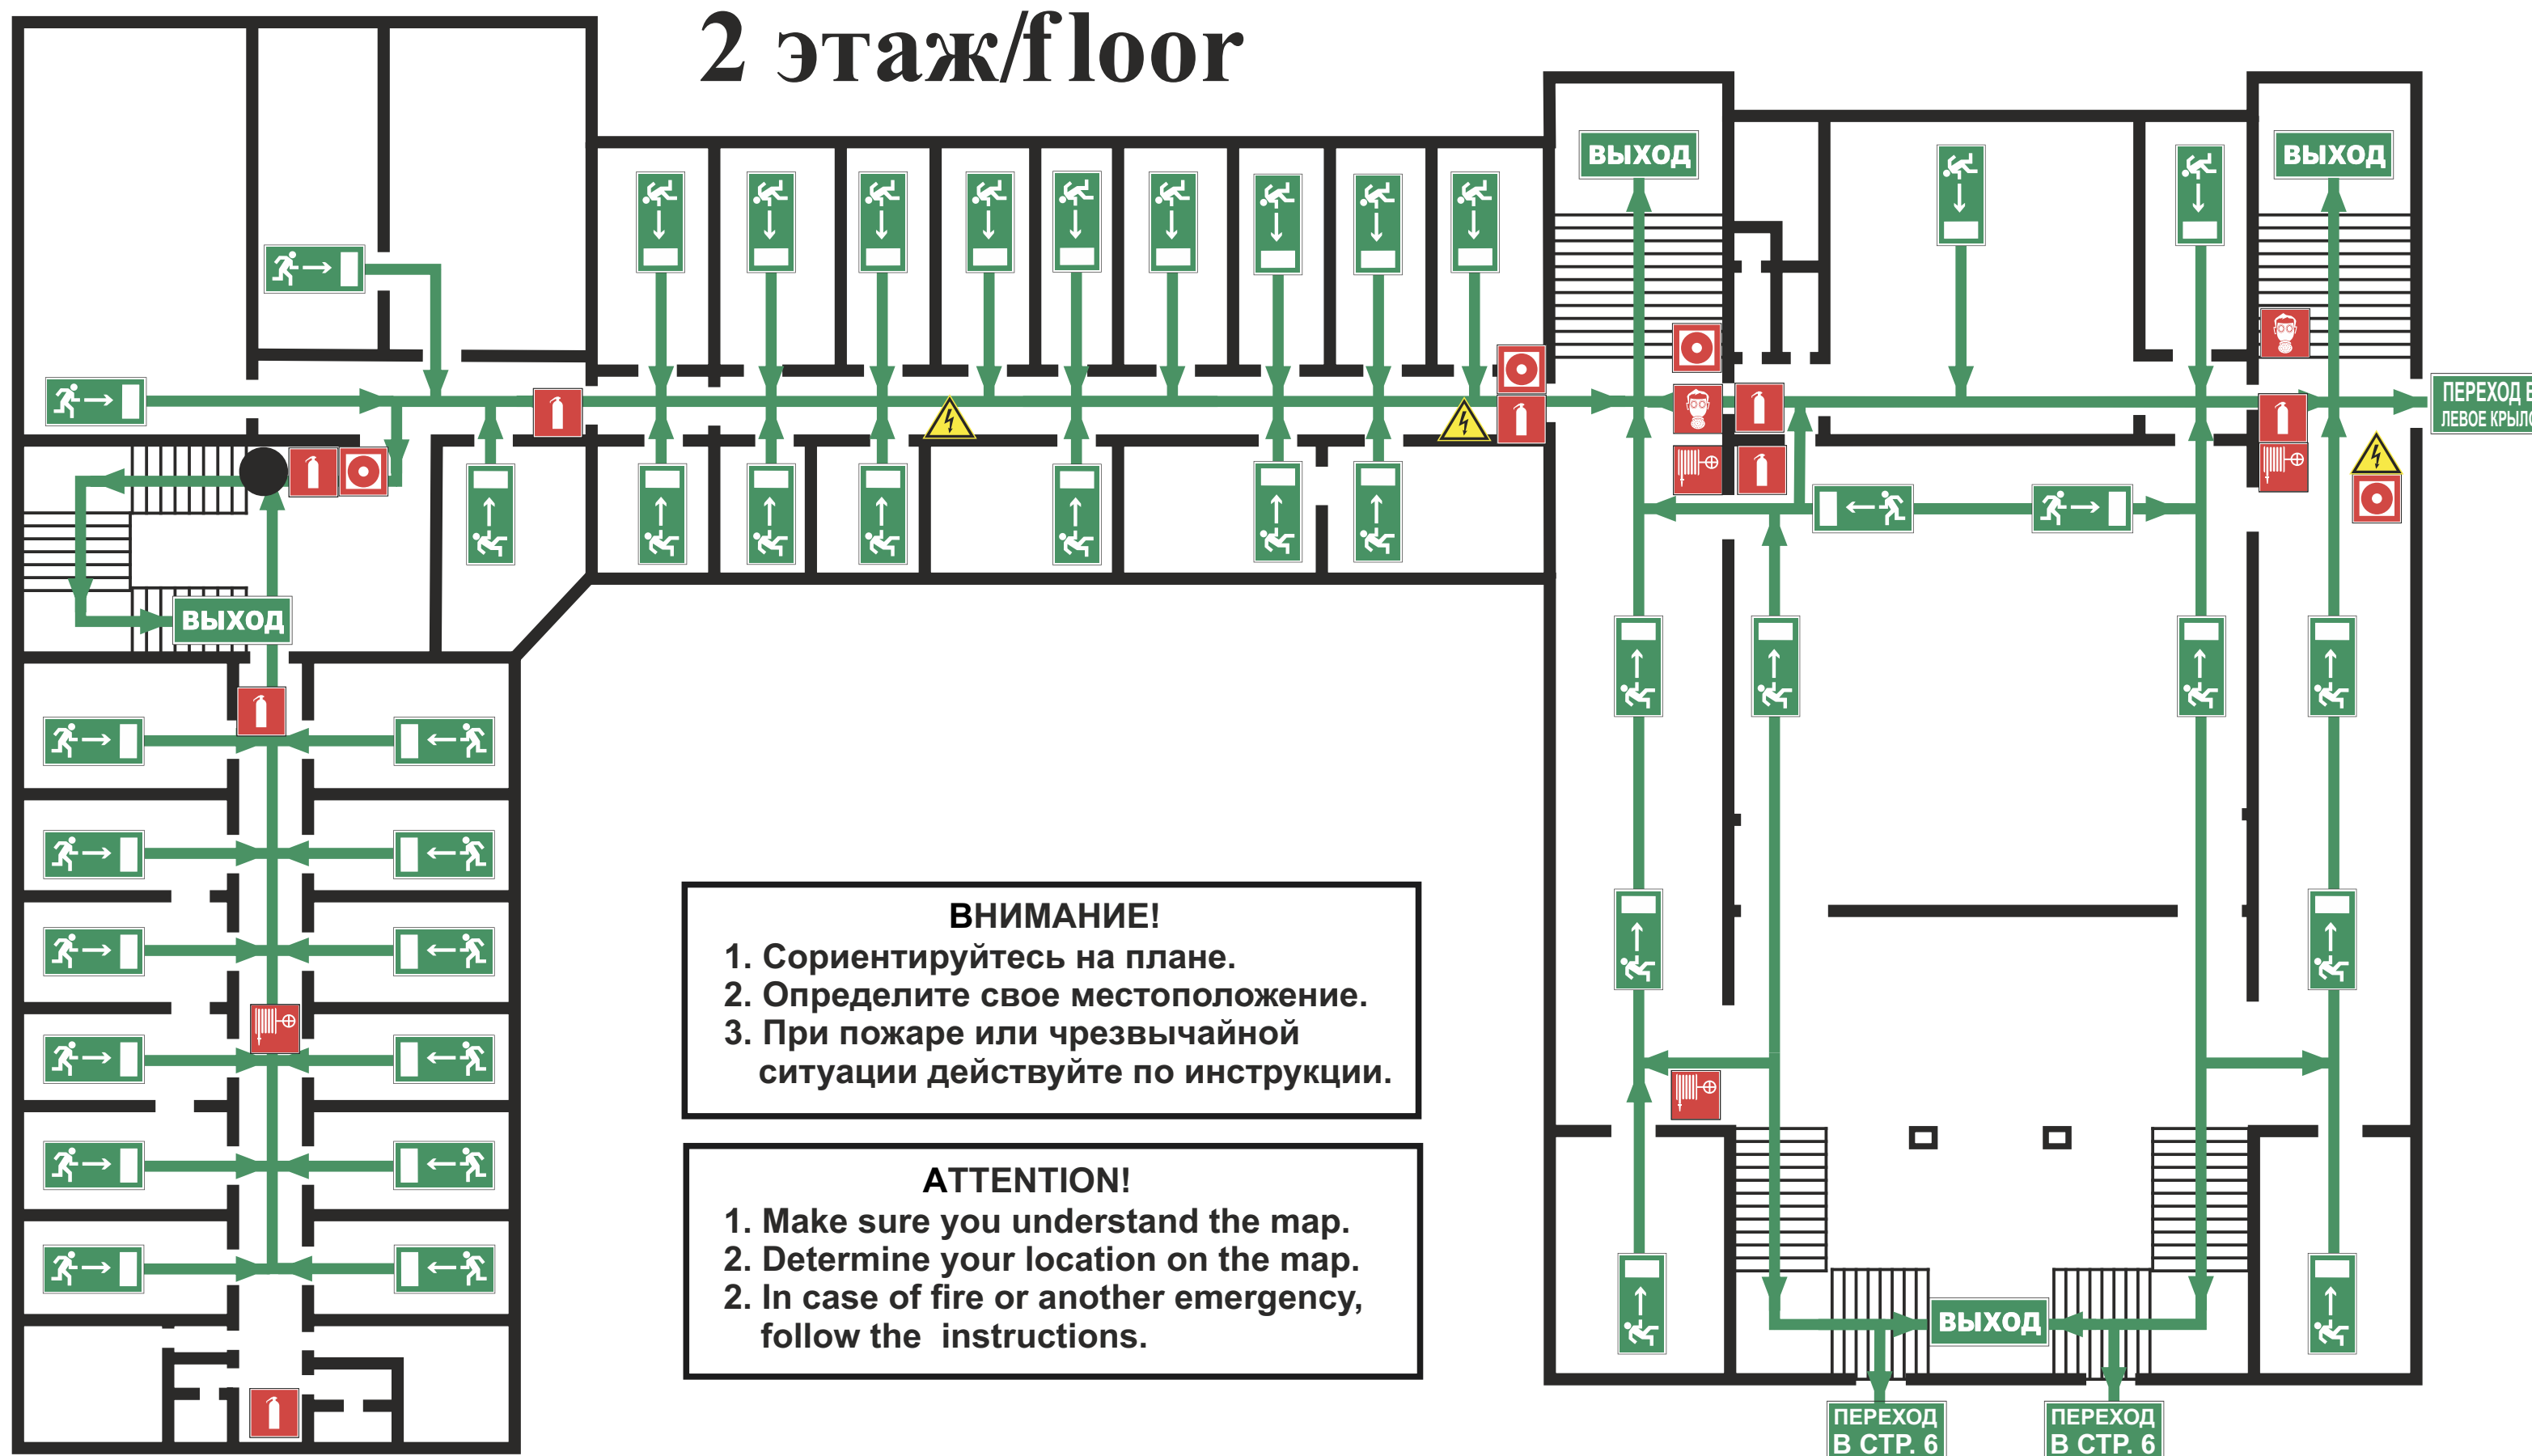 2 этаж/floor
ВЫХОД
ВЫХОД
ПЕРЕХОД В
ЛЕВОЕ КРЫЛО
ВЫХОД
ВНИМАНИЕ!
1. Сориентируйтесь на плане.
2. Определите свое местоположение.
3. При пожаре или чрезвычайной
ситуации действуйте по инструкции.
ATTENTION!
1. Make sure you understand the map.
2. Determine your location on the map.
2. In case of fire or another emergency,
follow the instructions.
ВЫХОД
ПЕРЕХОД
В СТР. 6
ПЕРЕХОД
В СТР. 6